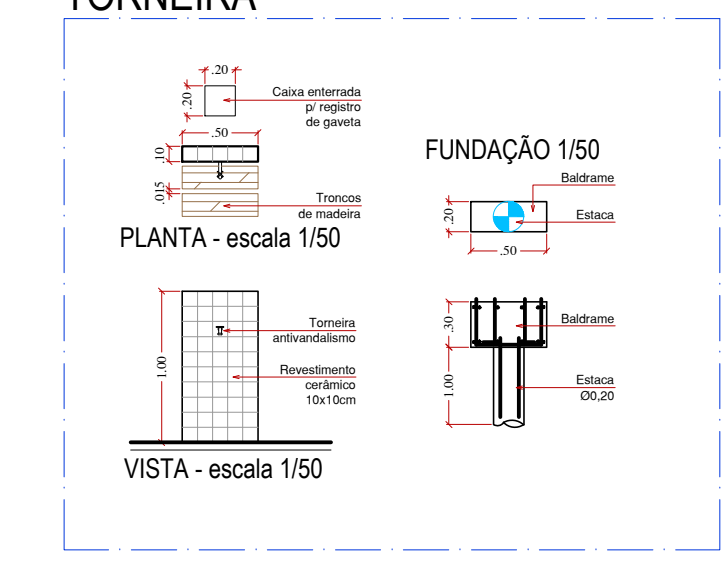 TORNEIRA
.20
.20
Caixa enterrada
p/ registro
de gaveta
.50
.10
.015
Troncos
de madeira
PLANTA - escala 1/50
FUNDAÇÃO 1/50
Baldrame
.20
Estaca
.50
1.00
Torneira
antivandalismo
Revestimento
cerâmico
10x10cm
VISTA - escala 1/50
.30
Baldrame
1.00
Estaca
Ø0,20